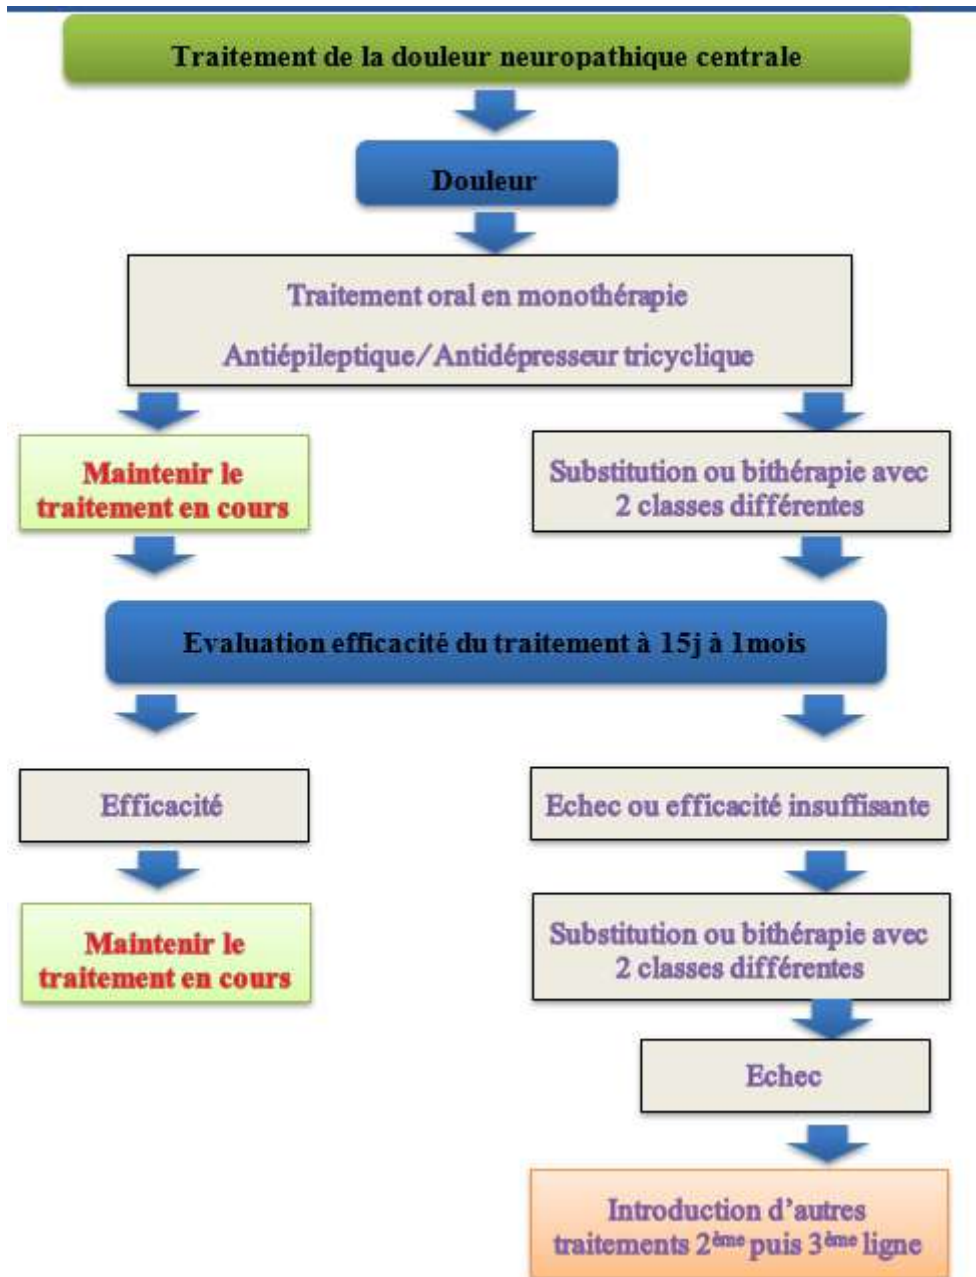 Traitement de la douleur neuropathique centrale
Douleur
Traitement oral en monothérapie
Antiépileptique/Antidépresseur tricyclique
Maintenir le
traitement en cours
Substitution ou bithérapie avec
2 classes différentes
Evaluation efficacité du traitement à 15j à 1mois
Efficacité
Echec ou efficacité insuffisante
Maintenir le
traitement en cours
Substitution ou bithérapie avec
2 classes différentes
Echec
Introduction d’autres
traitements 2ème puis 3ème ligne